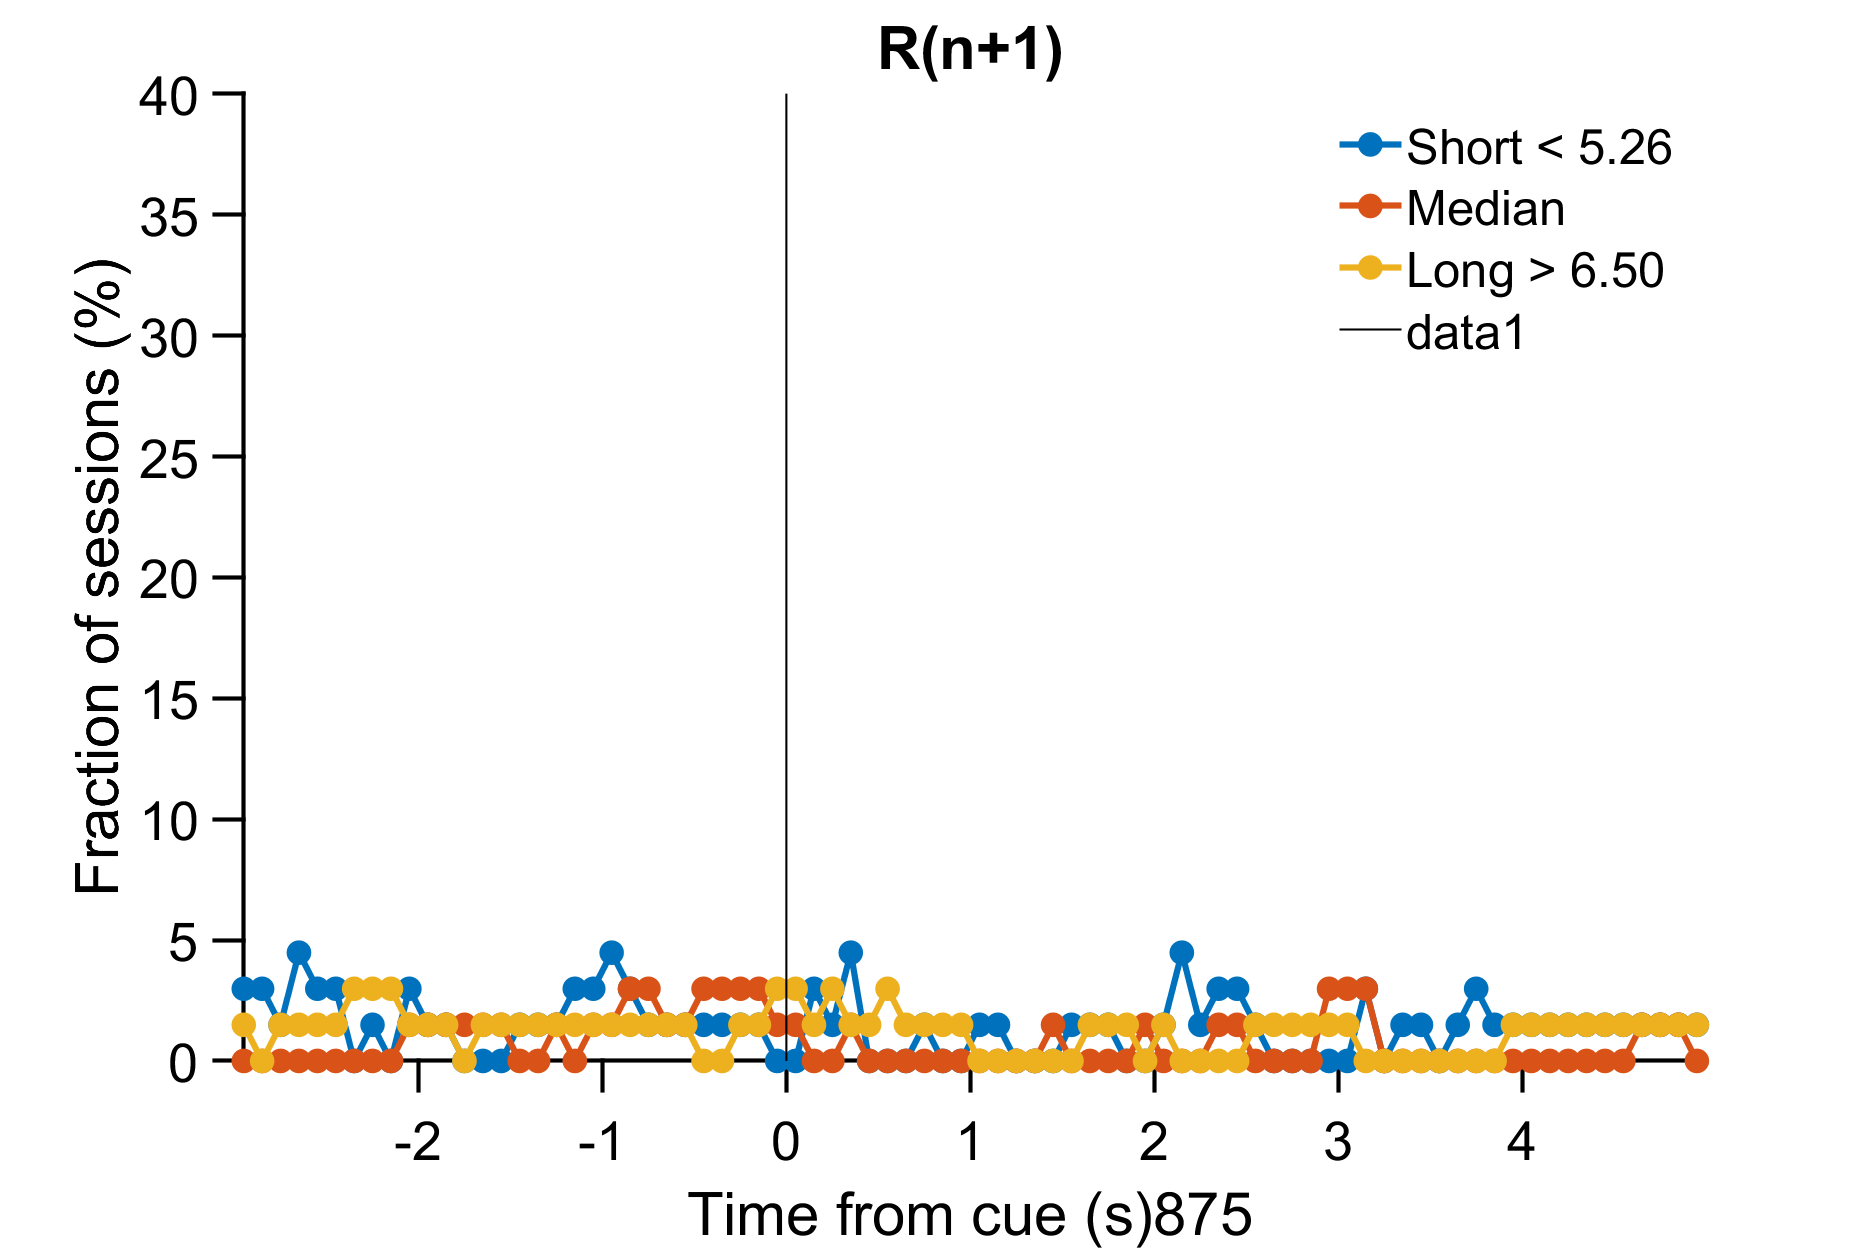 R(n+1)
40
35
30
25
20
15
10
5
0
Fraction of sessions (%)
Short < 5.26
Median
Long > 6.50
data1
-2 -1 0 1 2 3 4
Time from cue (s)875